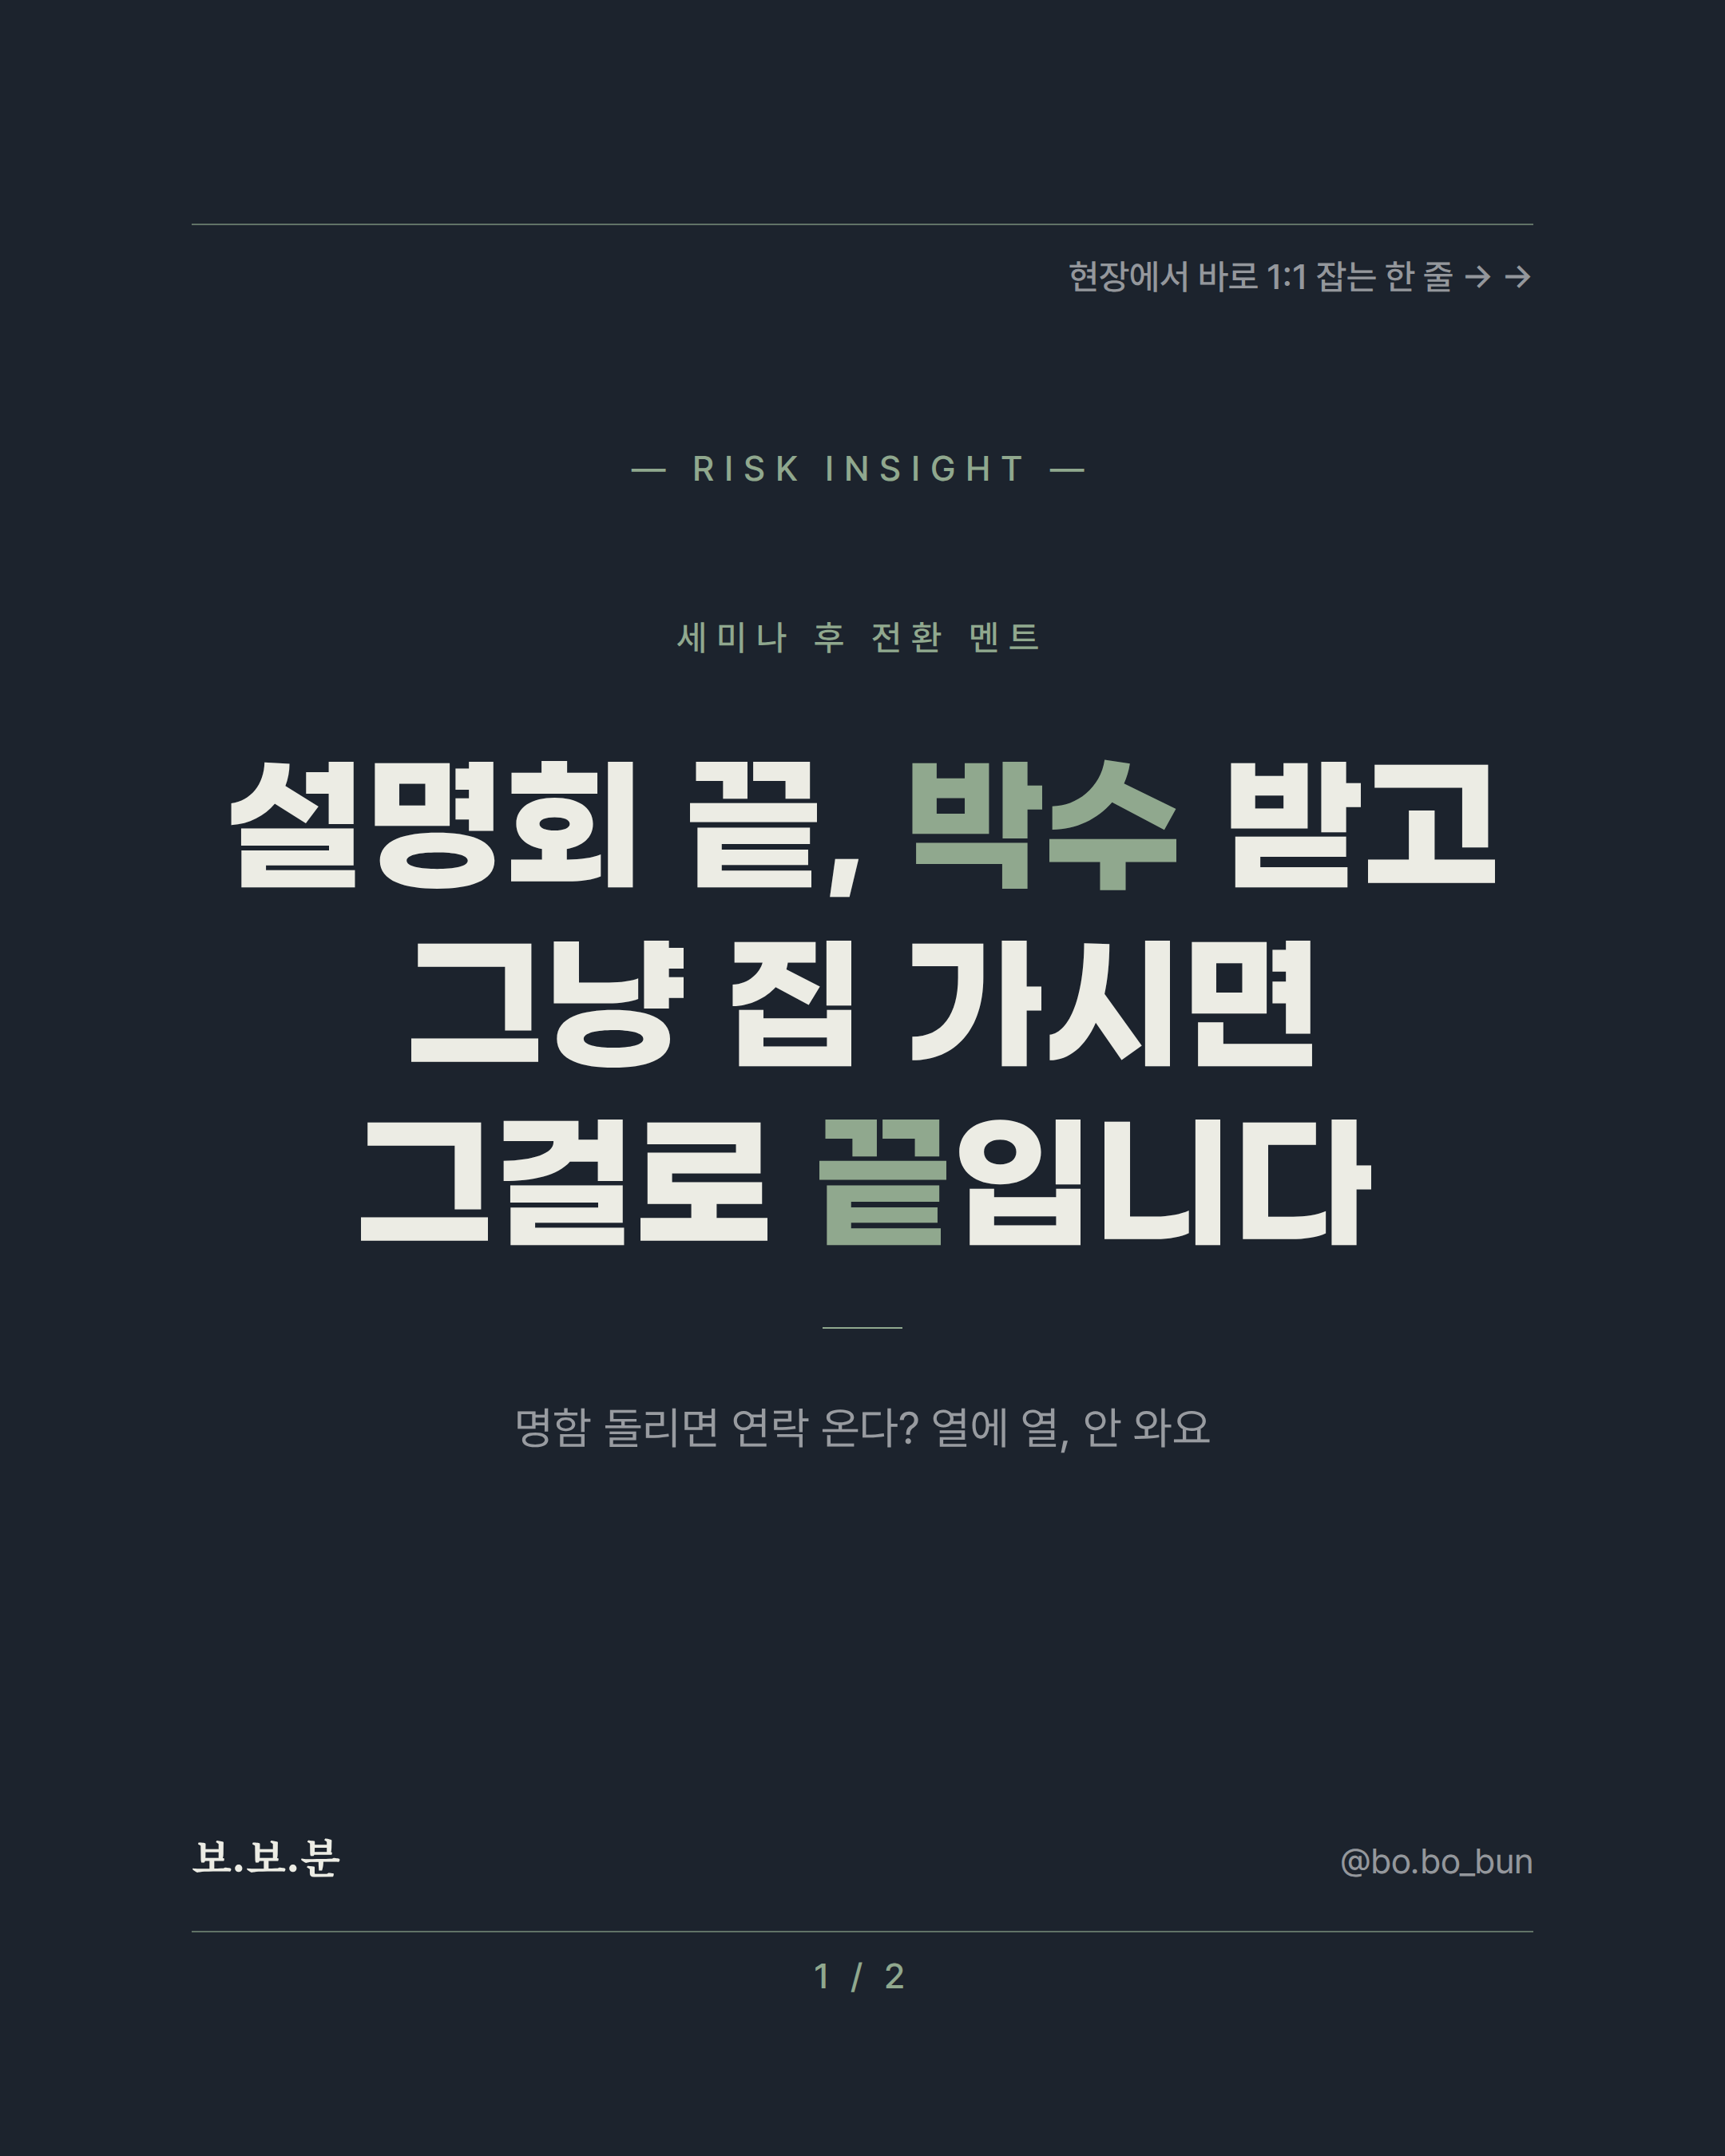 현장에서 바로 1:1 잡는 한 줄 → →
— RISK INSIGHT —
세미나 후 전환 멘트
설명회 끝, 박수 받고
그냥 집 가시면
그걸로 끝입니다
명함 돌리면 연락 온다? 열에 열, 안 와요
보.보.분
@bo.bo_bun
1 / 2